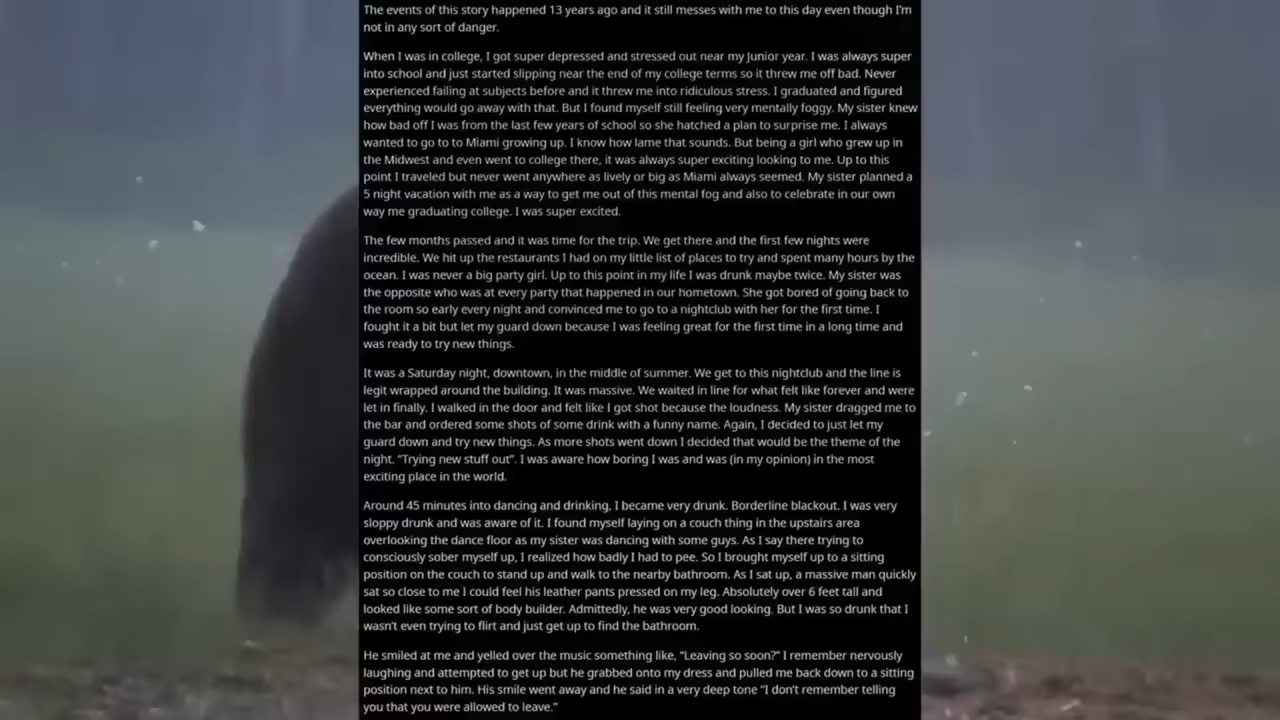 The events of this story happened 13 years ago and it still messes with me to this day even though I'm
not in any sort of danger.
When I was in college, I got super depressed and stressed out near my Junior year. I was always super
into school and just started slipping near the end of my college terms so it threw me off bad. Never
experienced failing at subjects before and it threw me into ridiculous stress. I graduated and figured
everything would go away with that. But I found myself still feeling very mentally foggy. My sister knew
how bad off I was from the last few years of school so she hatched a plan to surprise me. I always
wanted to go to to Miami growing up. I know how lame that sounds. But being a girl who grew up in
the Midwest and even went to college there, it was always super exciting looking to me. Up to this
point I traveled but never went anywhere as lively or big as Miami always seemed. My sister planned a
5 night vacation with me as a way to get me out of this mental fog and also to celebrate in our own
way me graduating college. I was super excited.
The few months passed and it was time for the trip. We get there and the first few nights were
incredible. We hit up the restaurants I had on my little list of places to try and spent many hours by the
ocean. I was never a big party girl. Up to this point in my life I was drunk maybe twice. My sister was
the opposite who was at every party that happened in our hometown. She got bored of going back to
the room so early every night and convinced me to go to a nightclub with her for the first time. I
fought it a bit but let my guard down because I was feeling great for the first time in a long time and
was ready to try new things.
It was a Saturday night, downtown, in the middle of summer. We get to this nightclub and the line is
legit wrapped around the building. It was massive. We waited in line for what felt like forever and were
let in finally. I walked in the door and felt like I got shot because the loudness. My sister dragged me to
the bar and ordered some shots of some drink with a funny name. Again, I decided to just let my
guard down and try new things. As more shots went down I decided that would be the theme of the
night. “Trying new stuff out”. I was aware how boring I was and was (in my opinion) in the most
exciting place in the world.
Around 45 minutes into dancing and drinking, I became very drunk. Borderline blackout. I was very
sloppy drunk and was aware of it. I found myself laying on a couch thing in the upstairs area
overlooking the dance floor as my sister was dancing with some guys. As I say there trying to
consciously sober myself up, I realized how badly I had to pee. So I brought myself up to a sitting
position on the couch to stand up and walk to the nearby bathroom. As I sat up, a massive man quickly
sat so close to me I could feel his leather pants pressed on my leg. Absolutely over 6 feet tall and
looked like some sort of body builder. Admittedly, he was very good looking. But I was so drunk that I
wasn't even trying to flirt and just get up to find the bathroom.
He smiled at me and yelled over the music something like, “Leaving so soon?” I remember nervously
laughing and attempted to get up but he grabbed onto my dress and pulled me back down to a sitting
position next to him. His smile went away and he said in a very deep tone “I don't remember telling
you that you were allowed to leave.”